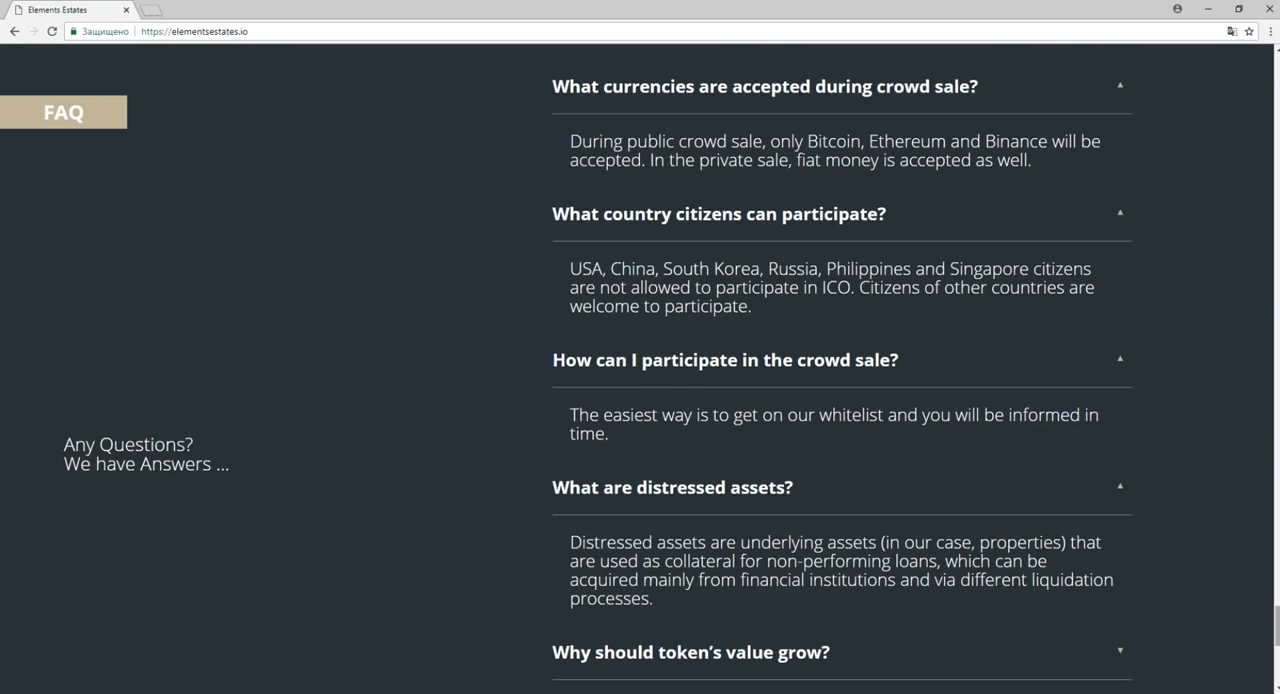 Elements Estates
Защищено
https://elementsestates.io
FAQ
What currencies are accepted during crowd sale?
During public crowd sale, only Bitcoin, Ethereum and Binance will be
accepted. In the private sale, fiat money is accepted as well.
What country citizens can participate?
USA, China, South Korea, Russia, Philippines and Singapore citizens
are not allowed to participate in ICO. Citizens of other countries are
welcome to participate.
How can I participate in the crowd sale?
The easiest way is to get on our whitelist and you will be informed in
time.
Any Questions?
We have Answers ...
What are distressed assets?
Distressed assets are underlying assets (in our case, properties) that
are used as collateral for non-performing loans, which can be
acquired mainly from financial institutions and via different liquidation
processes.
Why should token’s value grow?